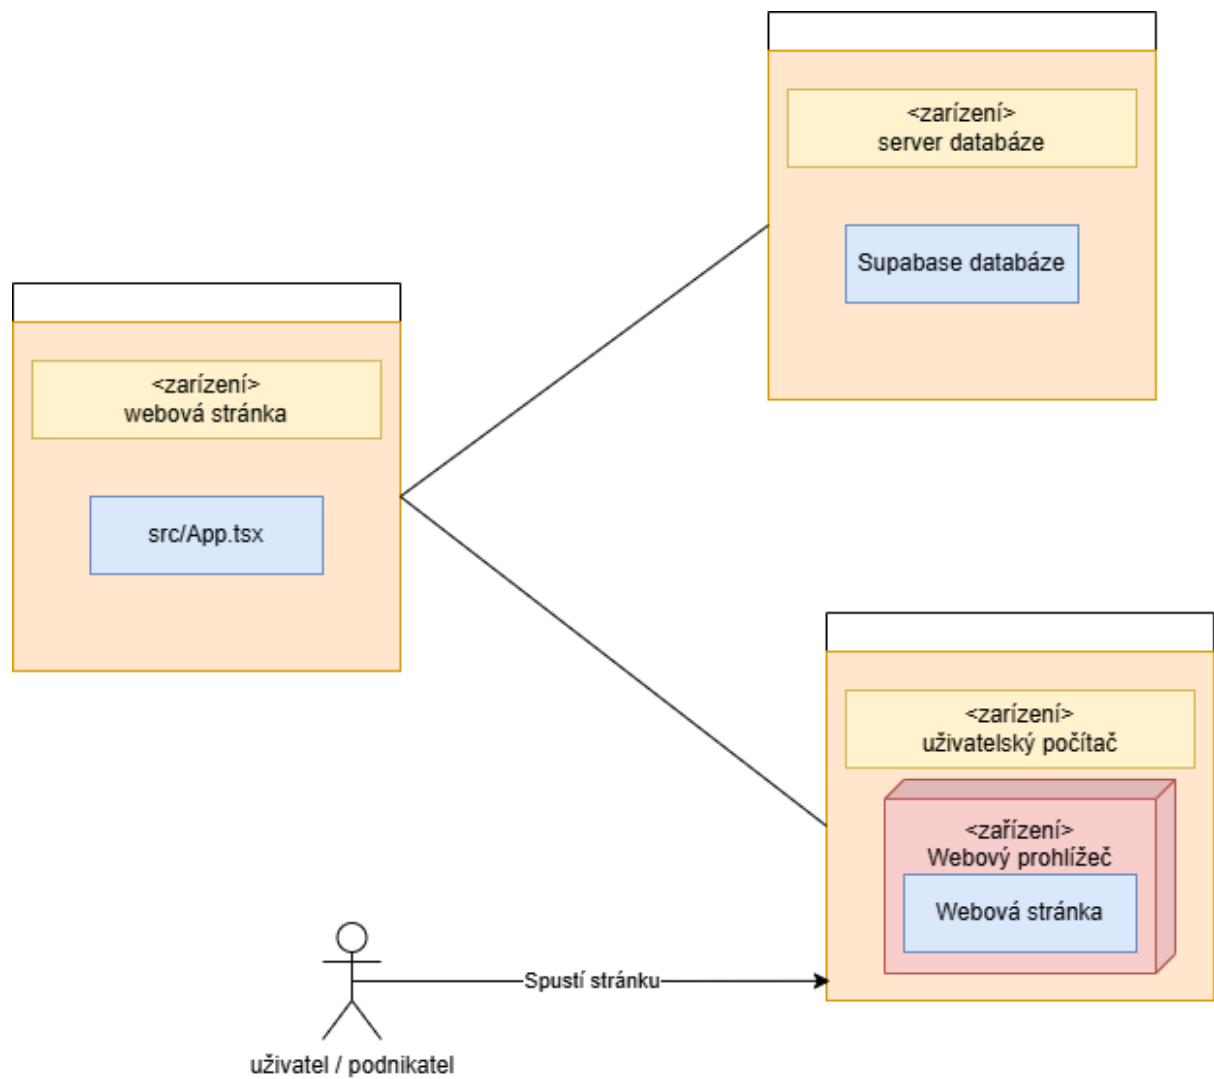 <zarízení>
server databáze
Supabase databáze
<zarízení>
webová stránka
src/App.tsx
<zarízení>
uživatelský počítač
<zařízení>
Webový prohlížeč
Webová stránka
Spustí stránku
uživatel / podnikatel